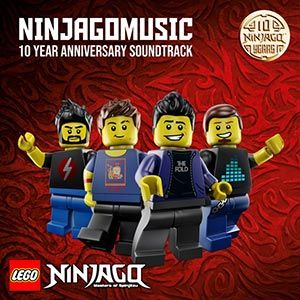 NINJAGOMUSIC
10 YEAR ANNIVERSARY SOUNDTRACK
10
NINJAGO
YEARS
THE FOLD
LEGO NINJAGO
Masters of Spinjitzu